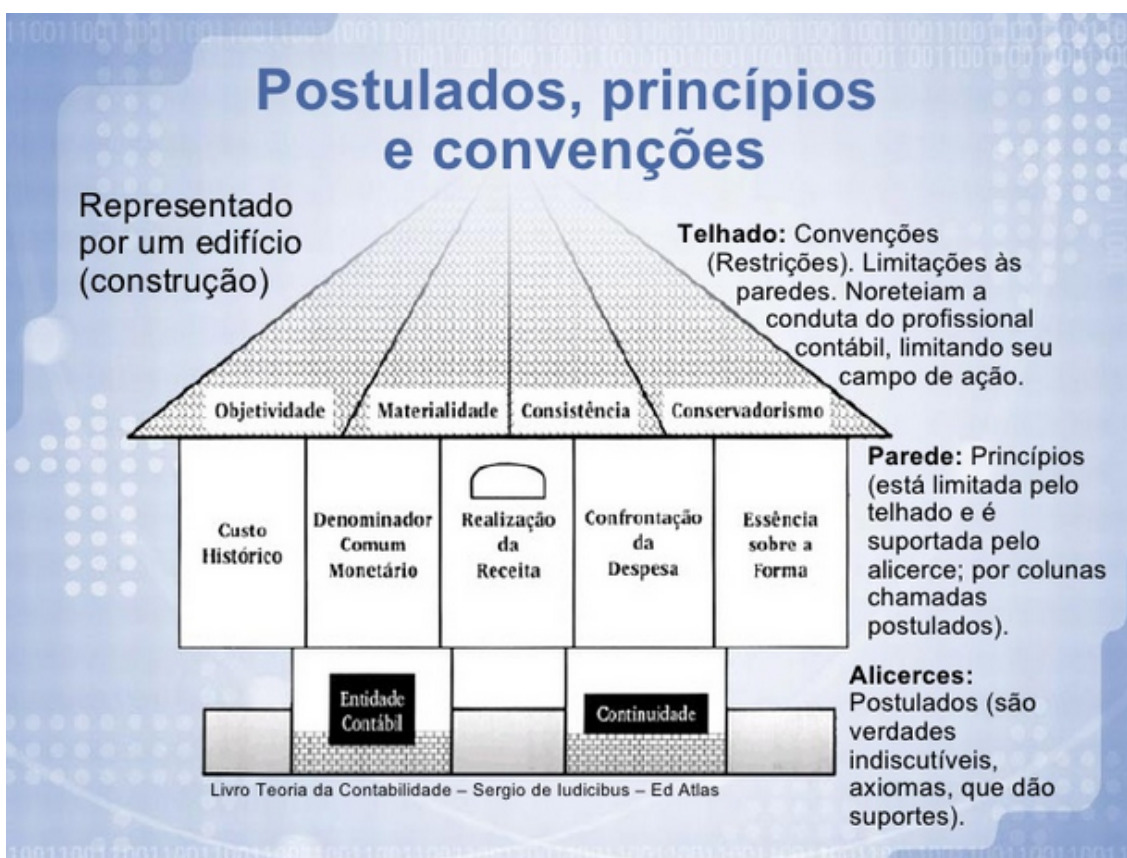 Postulados, princípios
e convenções
Representado
por um edifício
(construção)
Telhado: Convenções
(Restrições). Limitações às
paredes. Noreteiam a
conduta do profissional
contábil, limitando seu
campo de ação.
Objetividade
Materialidade
Consistência
Conservadorismo
Custo
Histórico
Denominador
Comum
Monetário
Realização
da
Receita
Confrontação
da
Despesa
Essência
sobre a
Forma
Parede: Princípios
(está limitada pelo
telhado e é
suportada pelo
alicerce; por colunas
chamadas
postulados).
Entidade
Contábil
Continuidade
Alicerces:
Postulados (são
verdades
indiscutíveis,
axiomas, que dão
suportes).
Livro Teoria da Contabilidade – Sergio de Iudicibus – Ed Atlas